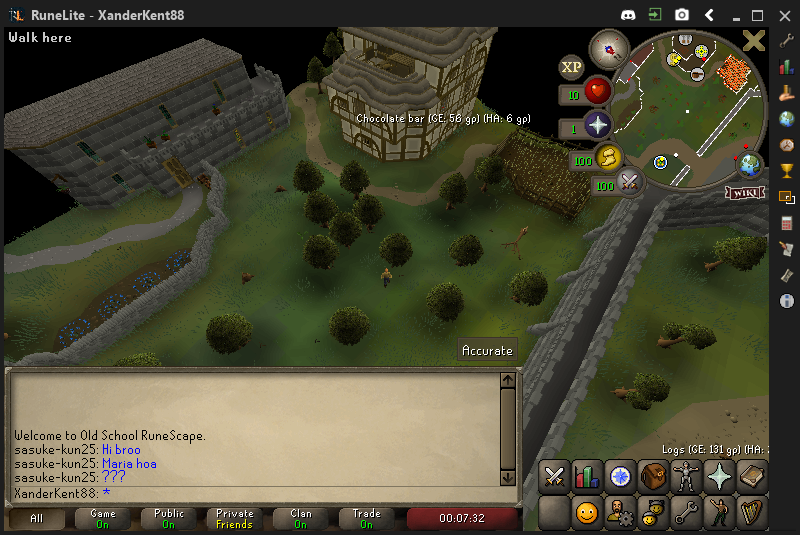 RuneLite - XanderKent88
Walk here
XP
10
1
100
100
WIKI
Chocolate bar (GE: 56 gp) (HA: 6 gp)
Accurate
Logs (GE: 131 gp) (HA:
Welcome to Old School RuneScape.
sasuke-kun25: Hi broo
sasuke-kun25: Maria hoa
sasuke-kun25: ???
XanderKent88: *
All
Game
On
Public
On
Private
Friends
Clan
On
Trade
On
00:07:32